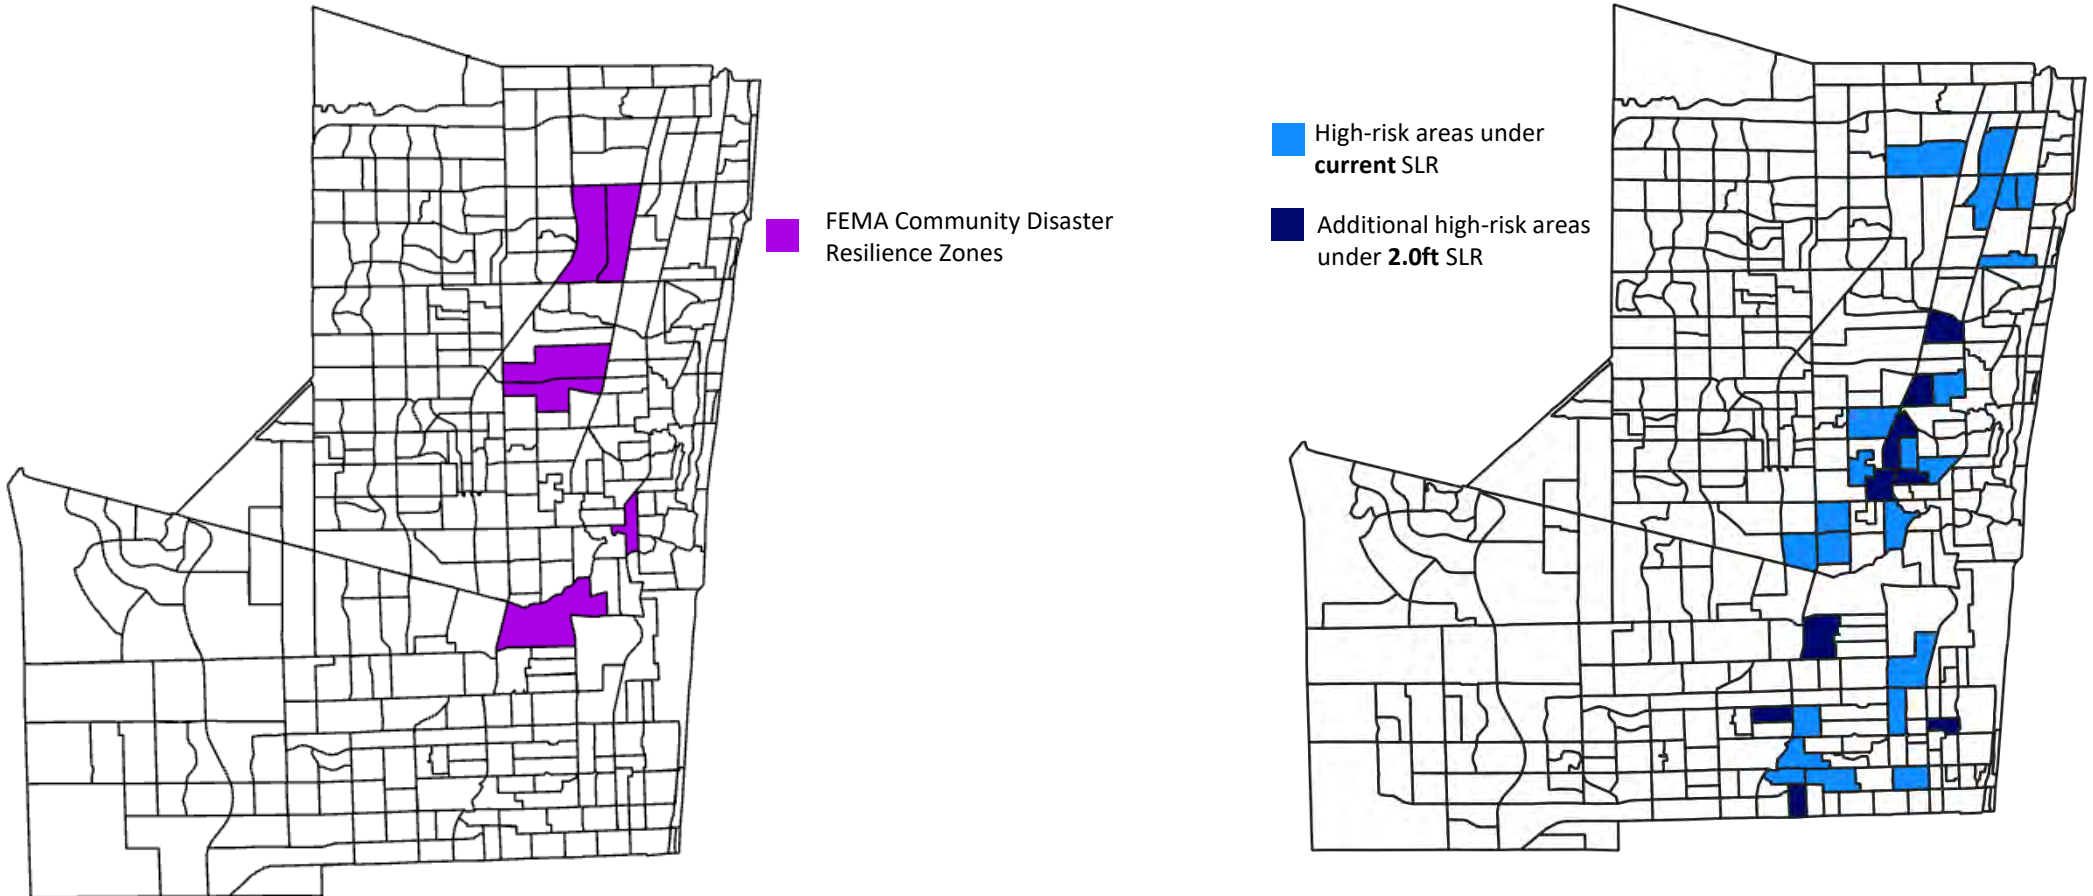 FEMA Community Disaster
Resilience Zones
High-risk areas under
current SLR
Additional high-risk areas
under 2.0ft SLR